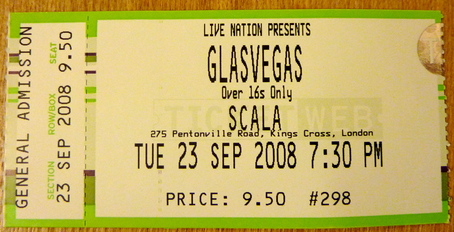 GENERAL ADMISSION
SECTION ROW/BOX SEAT
23 SEP 2008 9.50
LIVE NATION PRESENTS
GLASVEGAS
Over 16s Only
TICKETWEB
SCALA
275 Pentonville Road, Kings Cross, London
TUE 23 SEP 2008 7:30 PM
PRICE: 9.50 #298